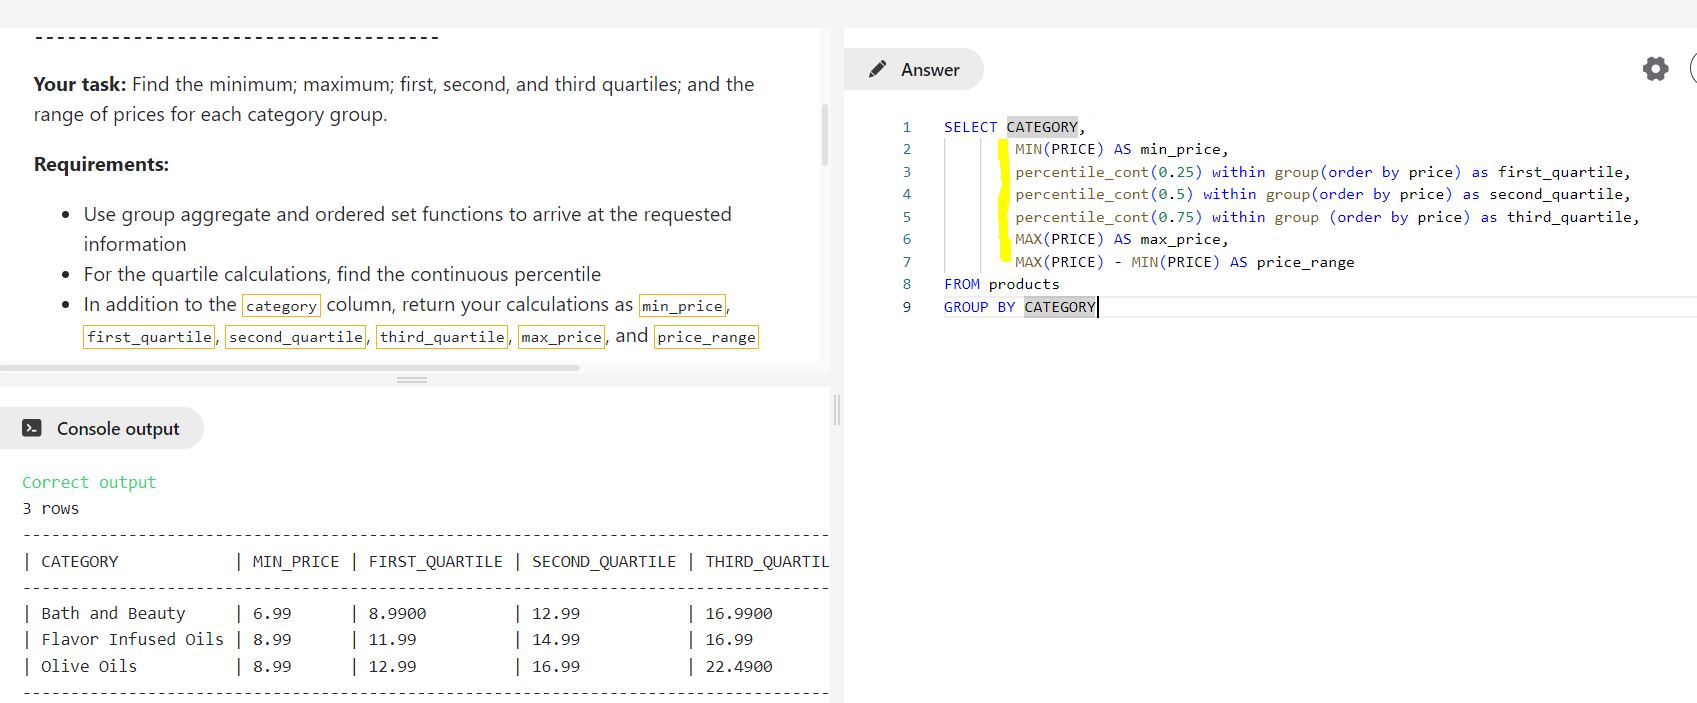 ------------------------------------
Your task: Find the minimum; maximum; first, second, and third quartiles; and the
range of prices for each category group.
Requirements:
• Use group aggregate and ordered set functions to arrive at the requested
information
• For the quartile calculations, find the continuous percentile
• In addition to the category column, return your calculations as min_price,
first_quartile, second_quartile, third_quartile, max_price, and price_range
Console output
Correct output
3 rows
| CATEGORY | MIN_PRICE | FIRST_QUARTILE | SECOND_QUARTILE | THIRD_QUARTIL
| Bath and Beauty | 6.99 | 8.9900 | 12.99 | 16.9900
| Flavor Infused Oils | 8.99 | 11.99 | 14.99 | 16.99
| Olive Oils | 8.99 | 12.99 | 16.99 | 22.4900
Answer
1 SELECT CATEGORY,
2 MIN(PRICE) AS min_price,
3 percentile_cont(0.25) within group(order by price) as first_quartile,
4 percentile_cont(0.5) within group(order by price) as second_quartile,
5 percentile_cont(0.75) within group (order by price) as third_quartile,
6 MAX(PRICE) AS max_price,
7 MAX(PRICE) - MIN(PRICE) AS price_range
8 FROM products
9 GROUP BY CATEGORY